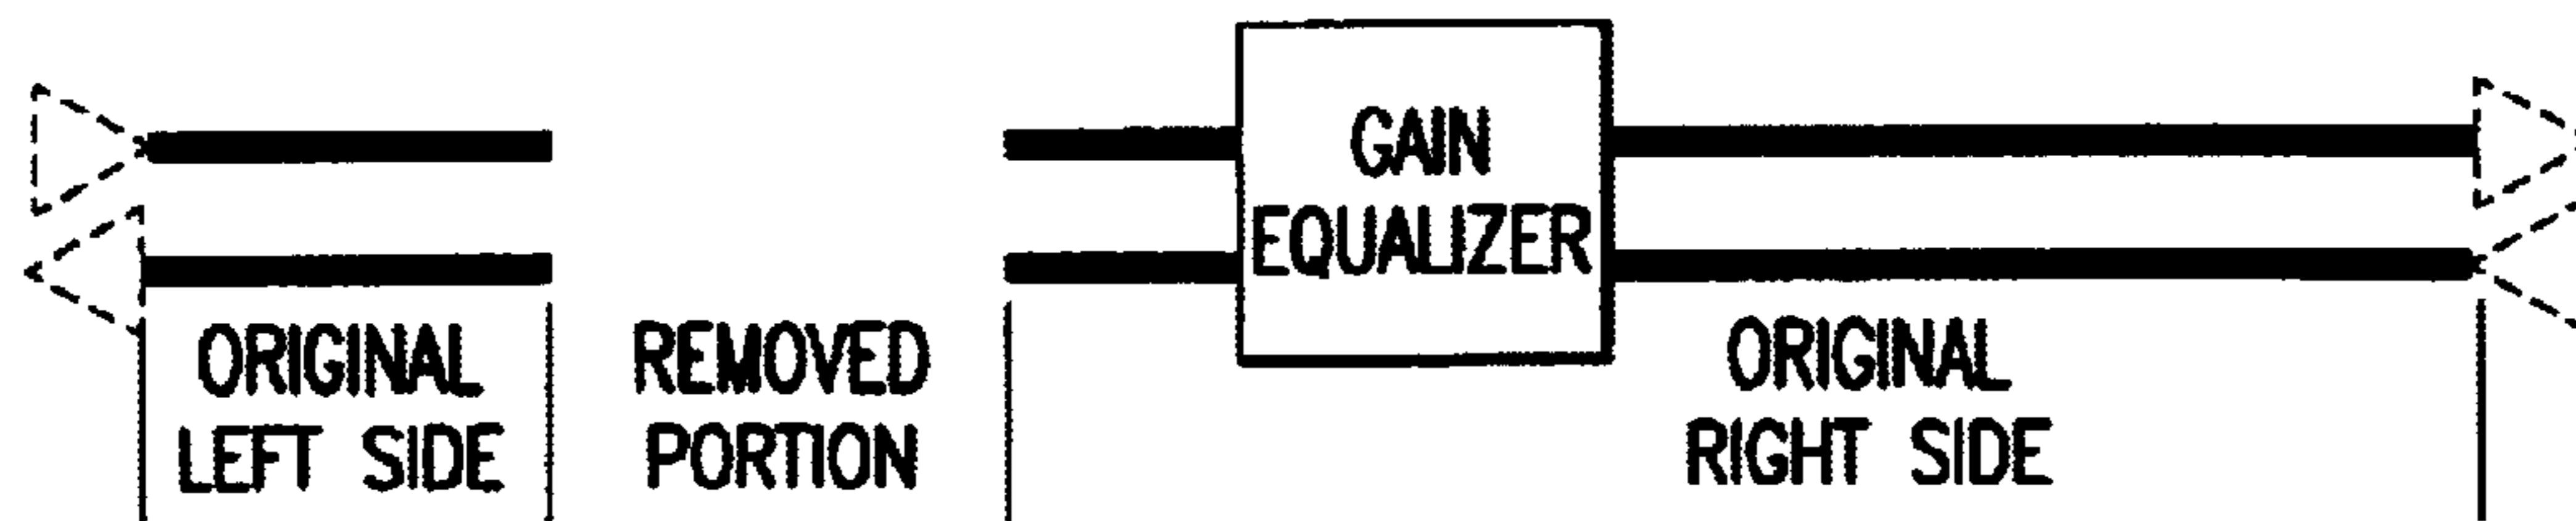 GAIN
EQUALIZER
ORIGINAL
LEFT SIDE
REMOVED
PORTION
ORIGINAL
RIGHT SIDE